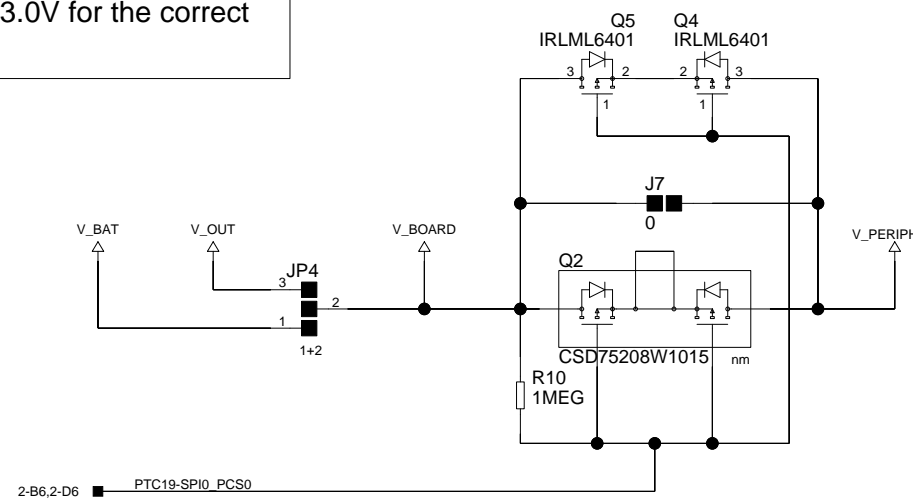 3.0V for the correct
Q5 Q4
IRLML6401 IRLML6401
3 2 2 3
1 1
J7
0
V_BAT V_OUT V_BOARD V_PERIPH
JP4
3
2
1
1+2
Q2
CSD75208W1015 nm
R10
1MEG
2-B6,2-D6 PTC19-SPI0_PCS0